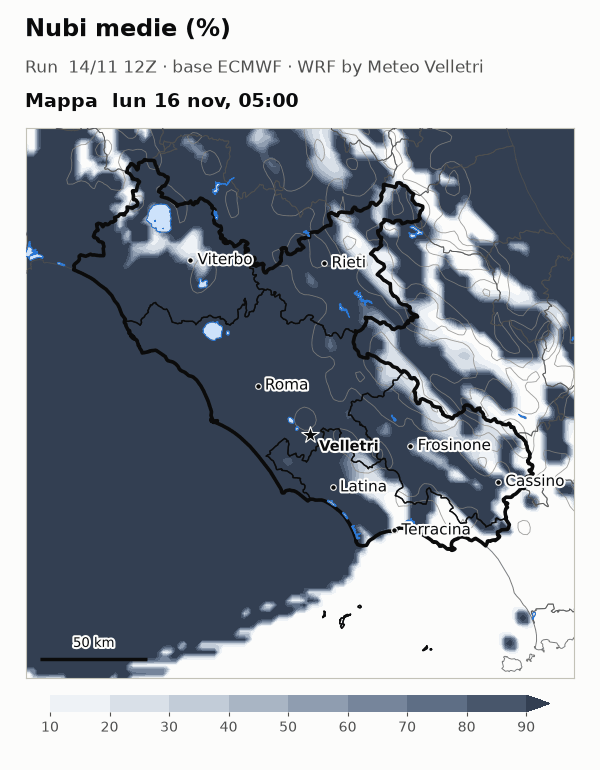 Nubi medie (%)
Run  14/11 12Z · base ECMWF · WRF by Meteo Velletri
Mappa  lun 16 nov, 05:00
Viterbo
Rieti
Roma
Velletri
Frosinone
Latina
Cassino
Terracina
50 km
10 20 30 40 50 60 70 80 90